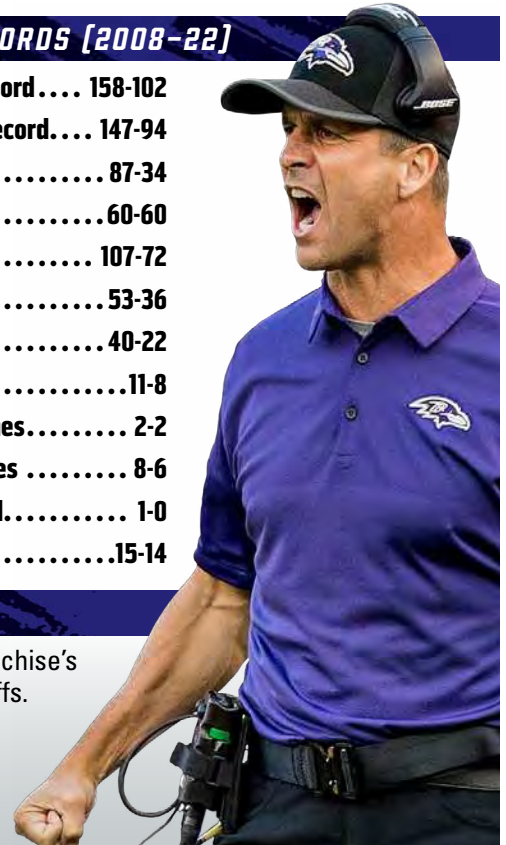 ORDS (2008–22)
ord.... 158-102
ecord.... 147-94
.......... 87-34
..........60-60
......... 107-72
..........53-36
..........40-22
............11-8
nes......... 2-2
es ......... 8-6
l........... 1-0
...........15-14
chise's
ffs.
BOSE